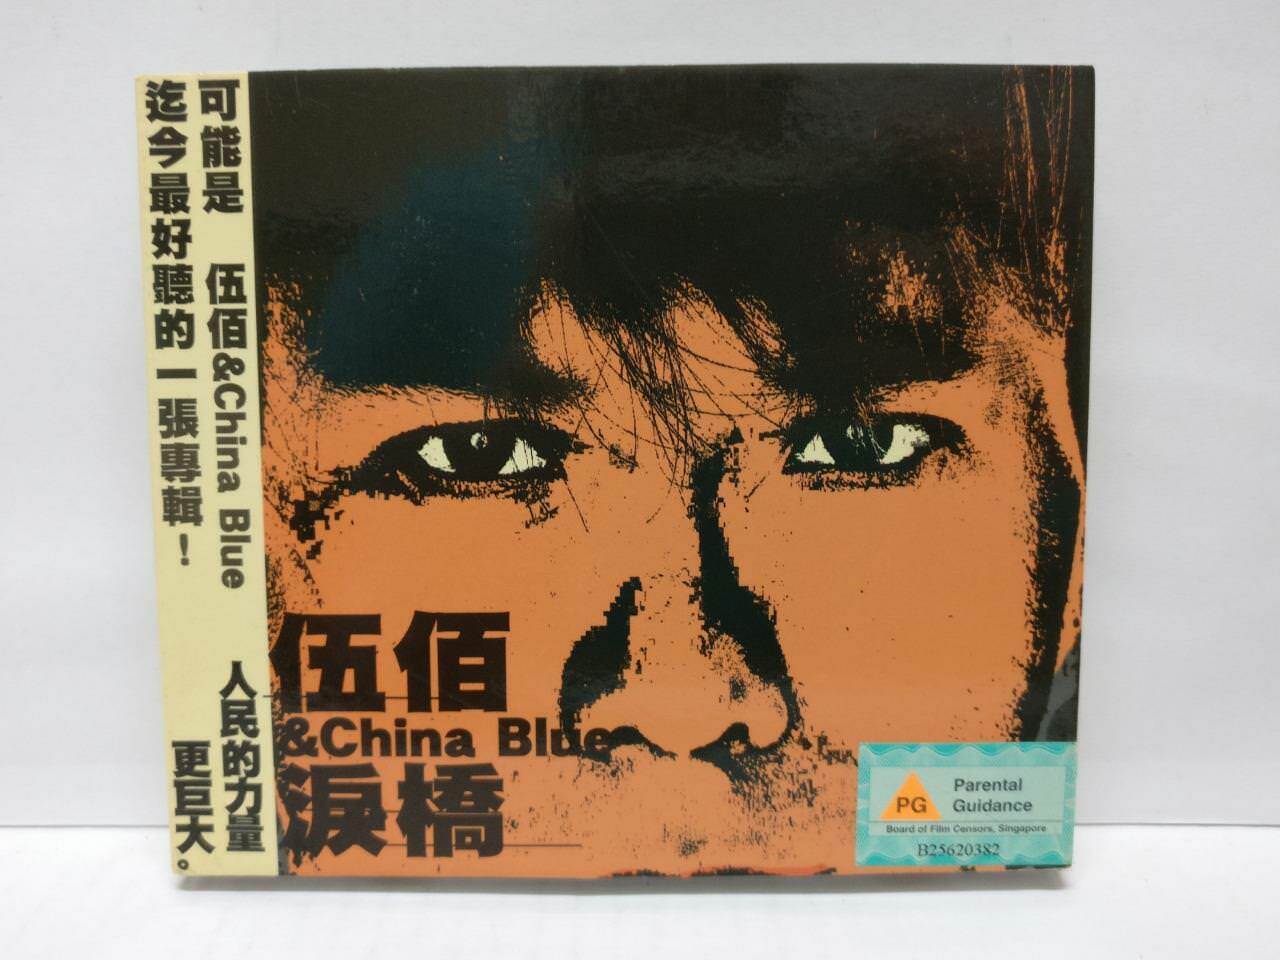 可能是 伍佰&China Blue 人民的力量
迄今最好聽的一張專輯！ 更巨大。
伍佰
&China Blue
淚橋
PG
Parental
Guidance
Board of Film Censors, Singapore
B25620382